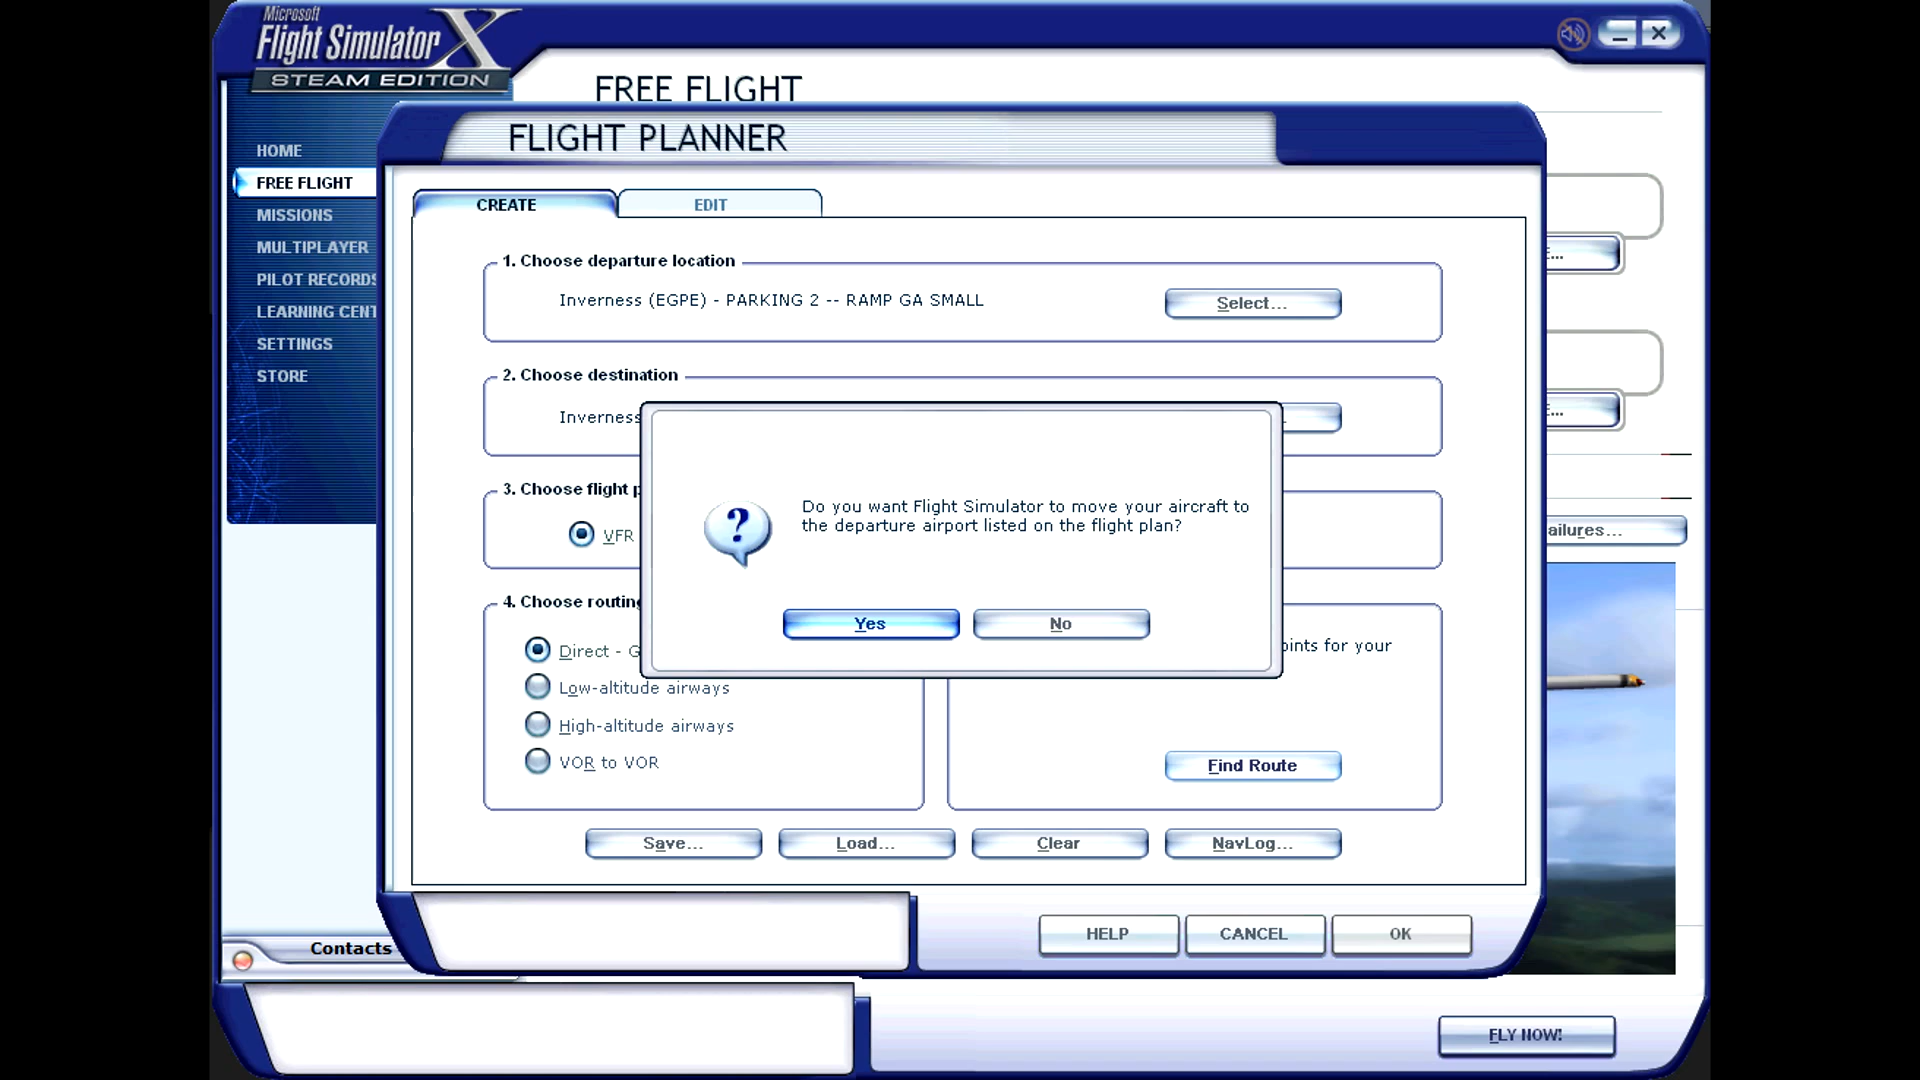 Microsoft
Flight Simulator X
STEAM EDITION
FREE FLIGHT
FLIGHT PLANNER
HOME
FREE FLIGHT
MISSIONS
MULTIPLAYER
PILOT RECORDS
LEARNING CENT
SETTINGS
STORE
CREATE
EDIT
1. Choose departure location
Inverness (EGPE) - PARKING 2 -- RAMP GA SMALL
Select...
2. Choose destination
Inverness
3. Choose flight p
VFR
4. Choose routing
Direct - G
Low-altitude airways
High-altitude airways
VOR to VOR
Do you want Flight Simulator to move your aircraft to
the departure airport listed on the flight plan?
Yes
No
oints for your
Find Route
Save...
Load...
Clear
NavLog...
HELP
CANCEL
OK
ailures...
Contacts
FLY NOW!